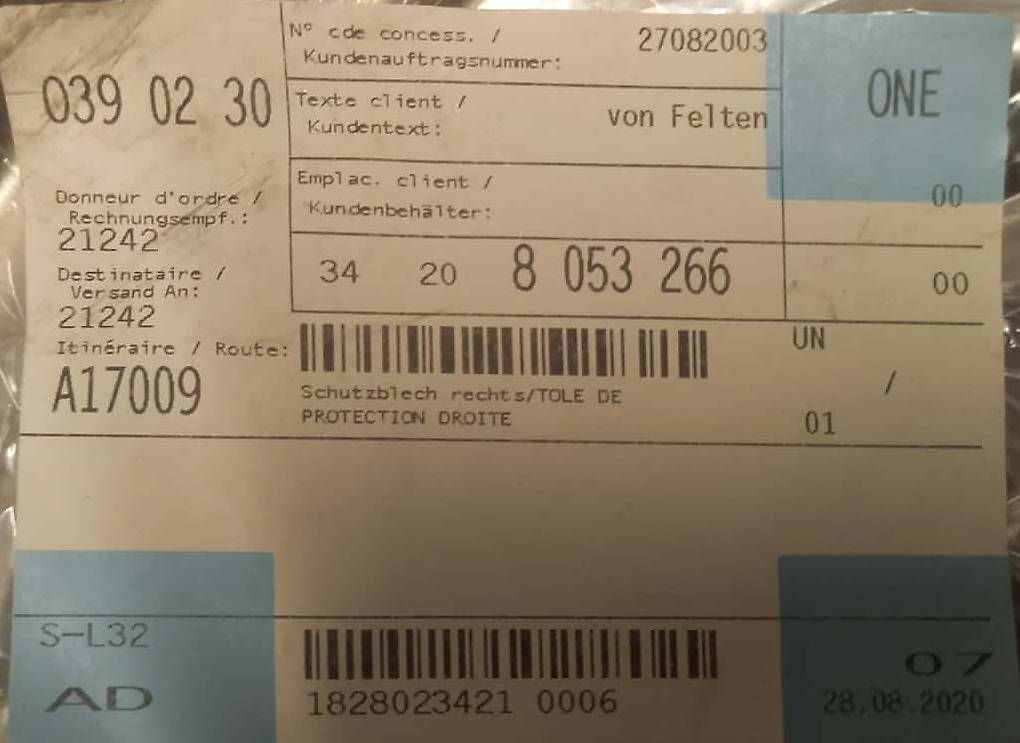 N° cde concess. /
Kundenauftragsnummer:
27082003
039 02 30
Texte client /
Kundentext:
von Felten
ONE
Emplac. client /
Kundenbehälter:
00
Donneur d'ordre /
Rechnungsempf.:
21242
34 20 8 053 266
00
Destinataire /
Versand An:
21242
Itinéraire / Route:
A17009
UN
/
01
Schutzblech rechts/TOLE DE
PROTECTION DROITE
S-L32
AD
1828023421 0006
07
28.08.2020